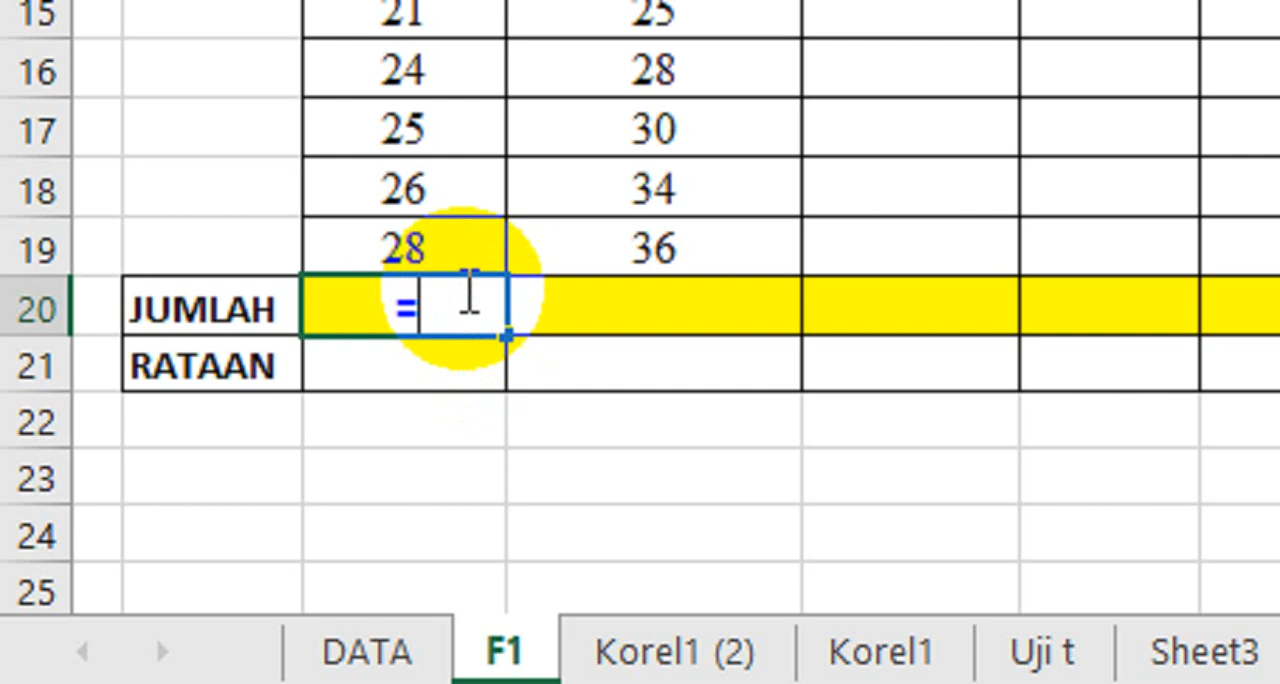 15 21 25
16 24 28
17 25 30
18 26 34
19 28 36
20 JUMLAH =
21 RATAAN
22
23
24
25
DATA F1 Korel1 (2) Korel1 Uji t Sheet3